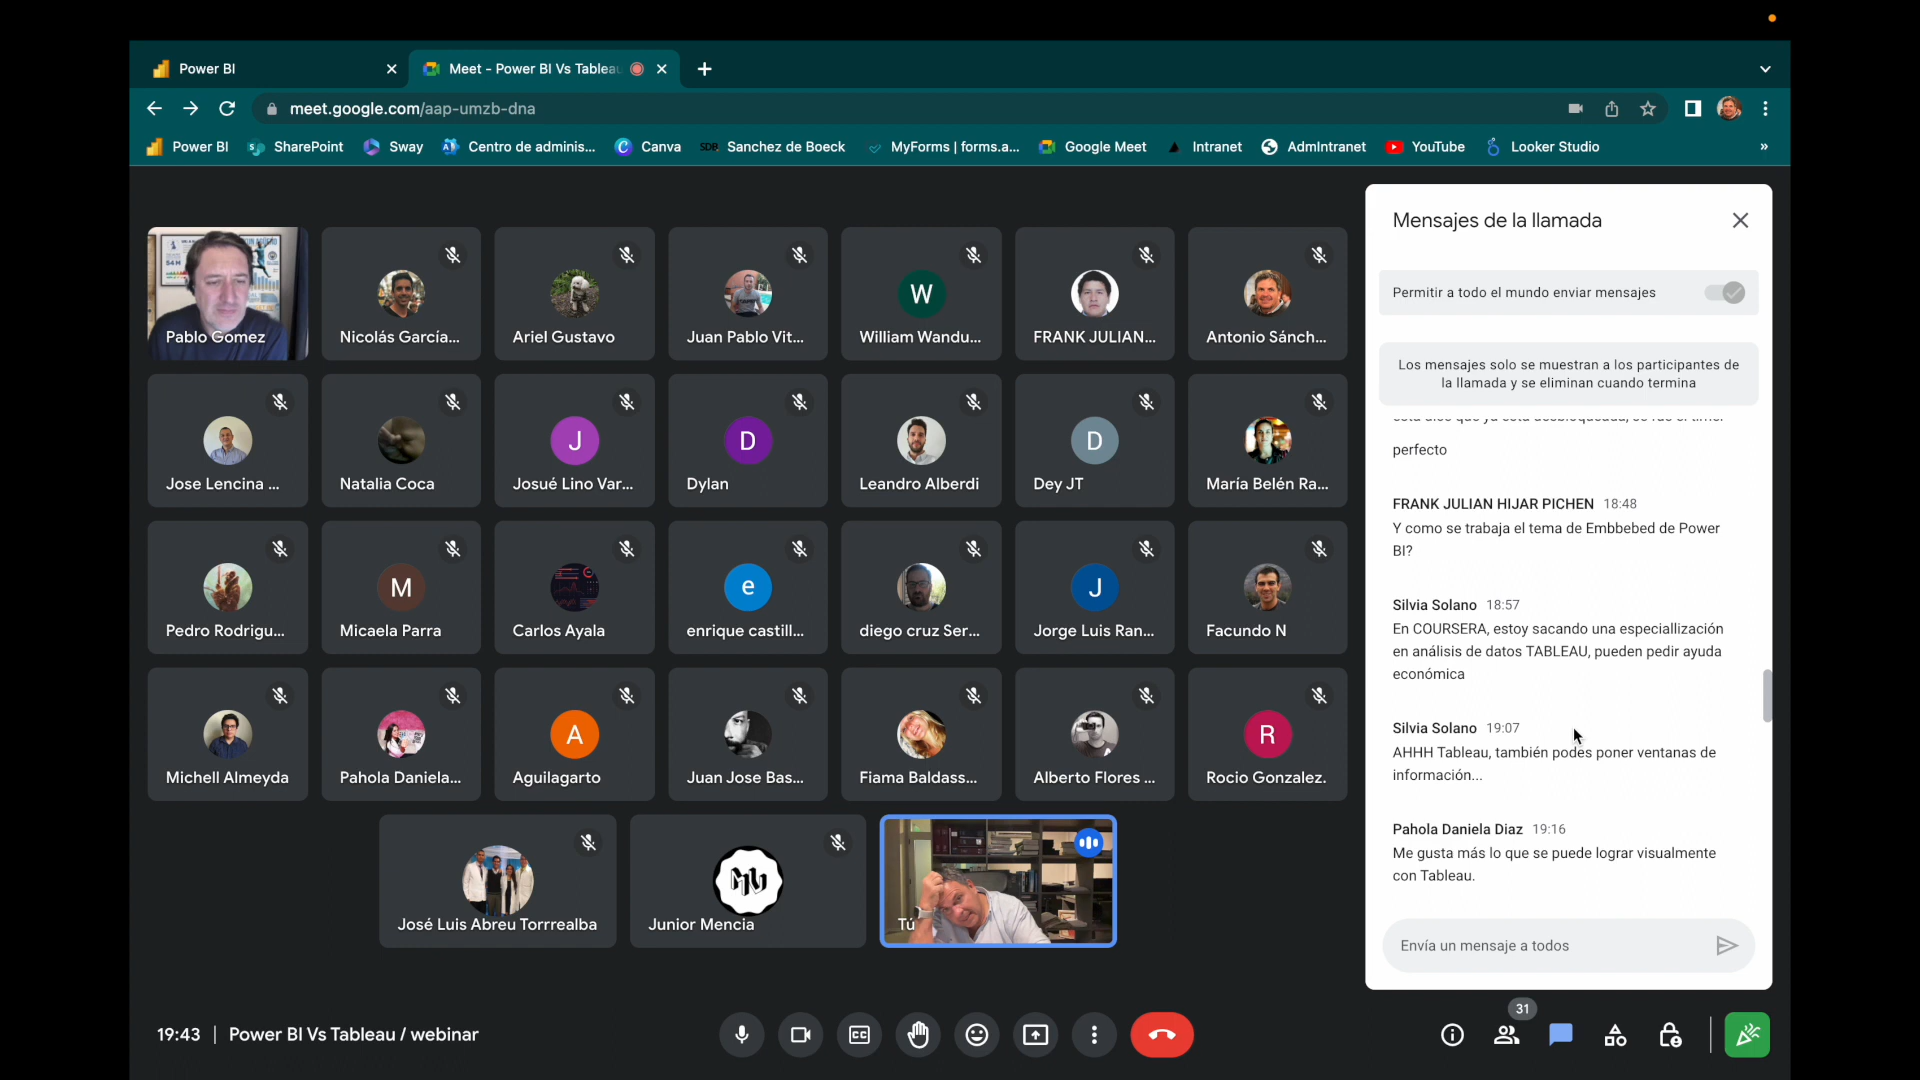 Power BI
Meet - Power BI Vs Tableau
meet.google.com/aap-umzb-dna
Power BI
SharePoint
Sway
Centro de adminis...
Canva
SDB Sanchez de Boeck
MyForms | forms.a...
Google Meet
Intranet
AdmIntranet
YouTube
Looker Studio
»
Pablo Gomez
Nicolás García...
Ariel Gustavo
Juan Pablo Vit...
W
William Wandu...
FRANK JULIAN...
Antonio Sánch...
Jose Lencina ...
Natalia Coca
J
Josué Lino Var...
D
Dylan
Leandro Alberdi
D
Dey JT
María Belén Ra...
Pedro Rodrigu...
M
Micaela Parra
Carlos Ayala
e
enrique castill...
diego cruz Ser...
J
Jorge Luis Ran...
Facundo N
Michell Almeyda
Pahola Daniela...
A
Aguilagarto
Juan Jose Bas...
Fiama Baldass...
Alberto Flores ...
R
Rocio Gonzalez.
José Luis Abreu Torrrealba
Junior Mencia
Tú
Mensajes de la llamada
Permitir a todo el mundo enviar mensajes
Los mensajes solo se muestran a los participantes de
la llamada y se eliminan cuando termina
perfecto
FRANK JULIAN HIJAR PICHEN 18:48
Y como se trabaja el tema de Embbebed de Power
BI?
Silvia Solano 18:57
En COURSERA, estoy sacando una especiallización
en análisis de datos TABLEAU, pueden pedir ayuda
económica
Silvia Solano 19:07
AHHH Tableau, también podes poner ventanas de
información...
Pahola Daniela Diaz 19:16
Me gusta más lo que se puede lograr visualmente
con Tableau.
Envía un mensaje a todos
19:43 | Power BI Vs Tableau / webinar
31